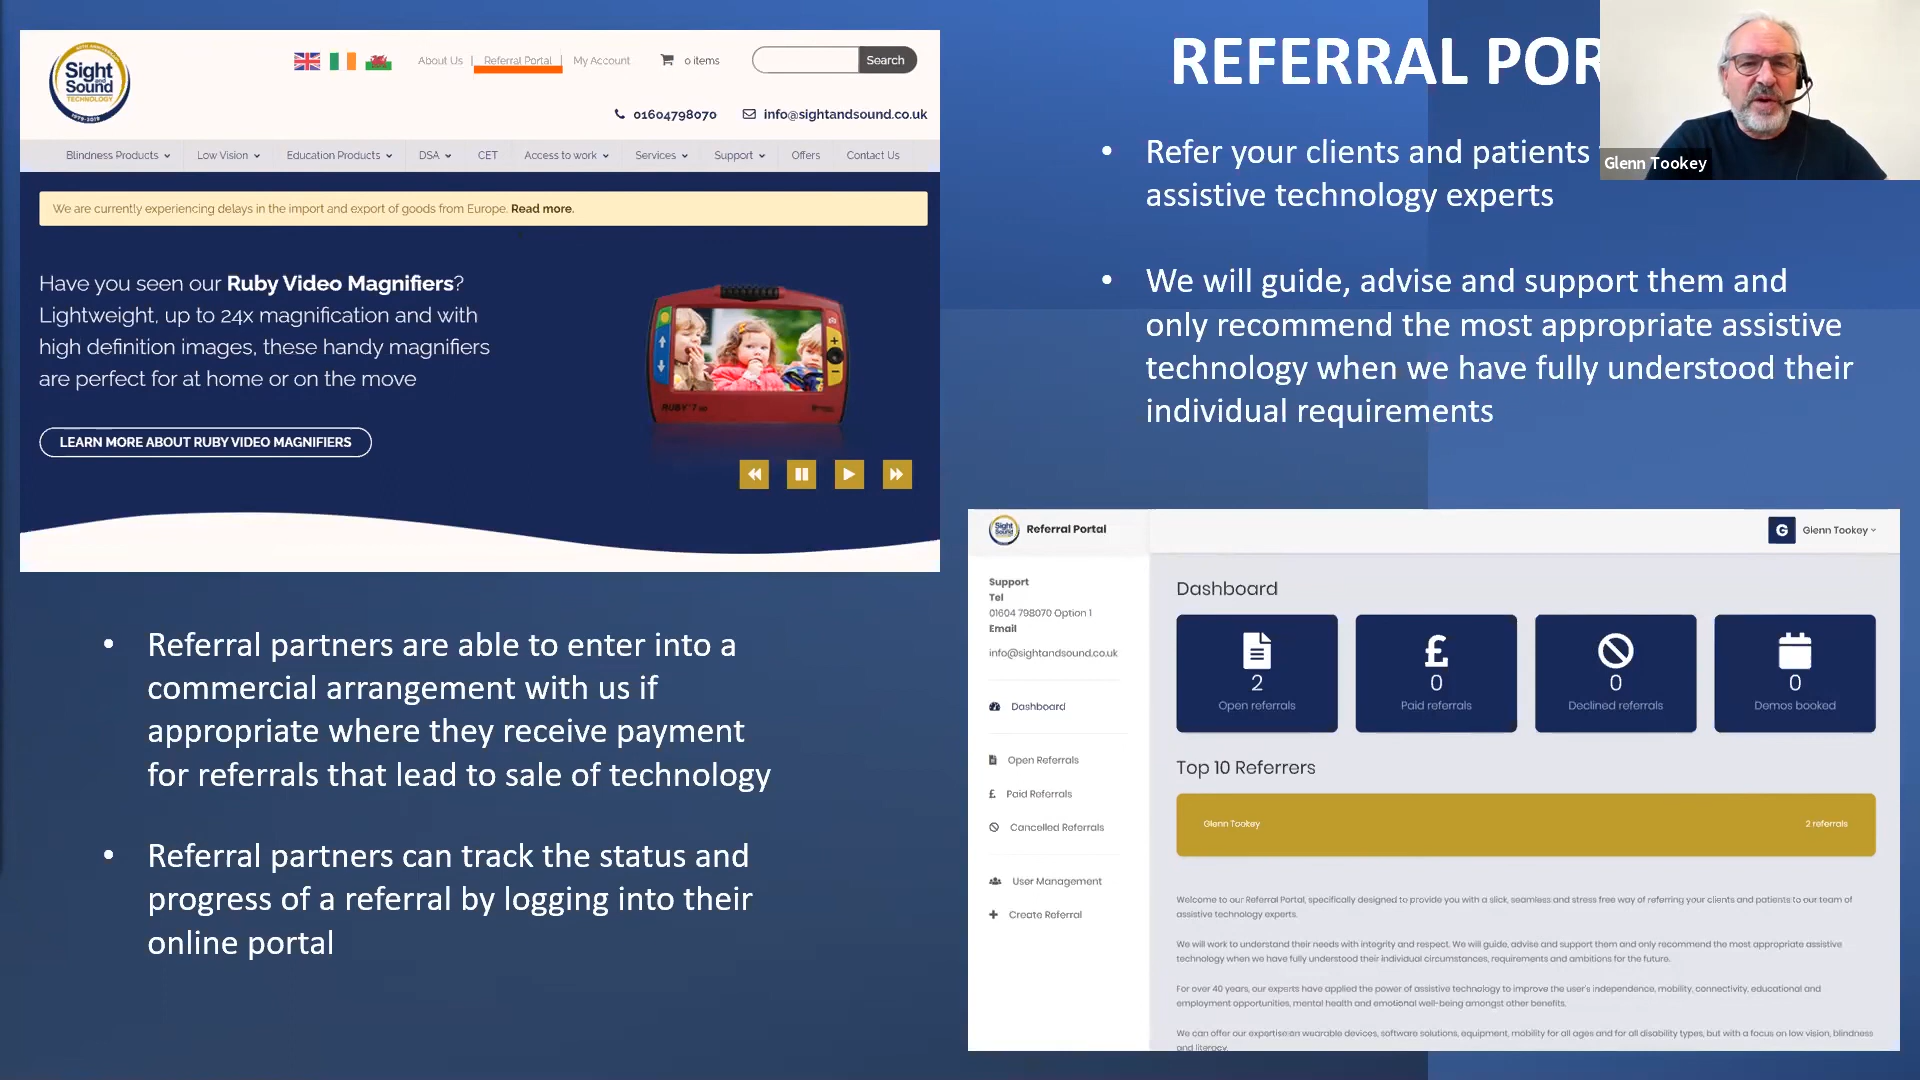 Sight
and
Sound
TECHNOLOGY
1979-2019
About Us | Referral Portal | My Account
0 items
Search
01604798070
info@sightandsound.co.uk
Blindness Products
Low Vision
Education Products
DSA
CET
Access to work
Services
Support
Offers
Contact Us
We are currently experiencing delays in the import and export of goods from Europe. Read more.
Have you seen our Ruby Video Magnifiers?
Lightweight, up to 24x magnification and with
high definition images, these handy magnifiers
are perfect for at home or on the move
LEARN MORE ABOUT RUBY VIDEO MAGNIFIERS
RUBY 7 HD
REFERRAL POR
Glenn Tookey
• Refer your clients and patients
assistive technology experts
• We will guide, advise and support them and
only recommend the most appropriate assistive
technology when we have fully understood their
individual requirements
• Referral partners are able to enter into a
commercial arrangement with us if
appropriate where they receive payment
for referrals that lead to sale of technology
• Referral partners can track the status and
progress of a referral by logging into their
online portal
Sight
and
Sound
Referral Portal
G Glenn Tookey
Support
Tel
01604 798070 Option 1
Email
info@sightandsound.co.uk
Dashboard
Open Referrals
£ Paid Referrals
Cancelled Referrals
User Management
+ Create Referral
Dashboard
2
Open referrals
£
0
Paid referrals
0
Declined referrals
0
Demos booked
Top 10 Referrers
Glenn Tookey
2 referrals
Welcome to our Referral Portal, specifically designed to provide you with a slick, seamless and stress free way of referring your clients and patients to our team of
assistive technology experts.
We will work to understand their needs with integrity and respect. We will guide, advise and support them and only recommend the most appropriate assistive
technology when we have fully understood their individual circumstances, requirements and ambitions for the future.
For over 40 years, our experts have applied the power of assistive technology to improve the user's independence, mobility, connectivity, educational and
employment opportunities, mental health and emotional well-being amongst other benefits.
We can offer our expertise on wearable devices, software solutions, equipment, mobility for all ages and for all disability types, but with a focus on low vision, blindness
and literacy.